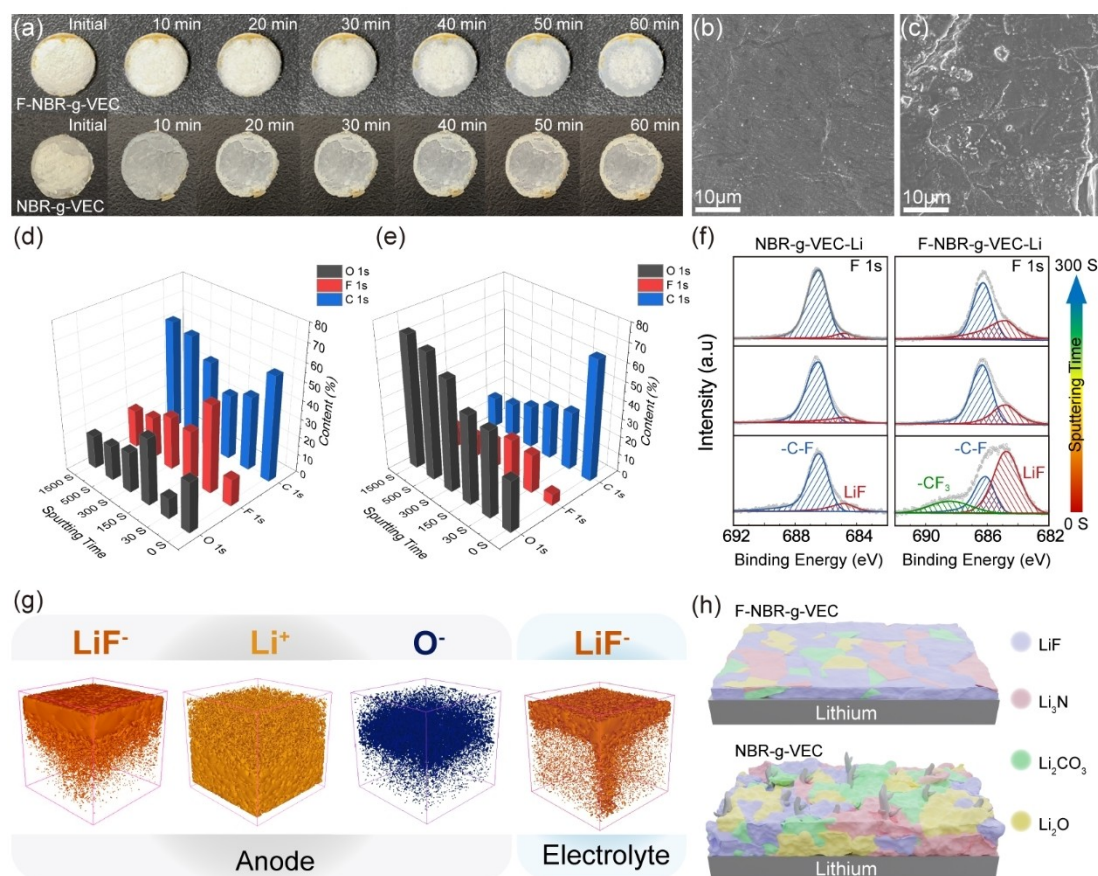 (a)
Initial 10 min 20 min 30 min 40 min 50 min 60 min
F-NBR-g-VEC
Initial 10 min 20 min 30 min 40 min 50 min 60 min
NBR-g-VEC
(b)
10μm
(c)
10μm
(d)
O 1s
F 1s
C 1s
80
70
60
50
40
30
20
10
0
Content (%)
1500 S
500 S
300 S
150 S
30 S
0 S
Spurtting Time
O 1s
F 1s
C 1s
(e)
O 1s
F 1s
C 1s
80
70
60
50
40
30
20
10
0
Content (%)
1500 S
500 S
300 S
150 S
30 S
0 S
Spurtting Time
O 1s
F 1s
C 1s
(f)
NBR-g-VEC-Li F-NBR-g-VEC-Li
F 1s F 1s 300 S
Intensity (a.u)
-C-F
LiF
-CF3
-C-F
LiF
Sputtering Time
0 S
692 688 684 690 686 682
Binding Energy (eV) Binding Energy (eV)
(g)
LiF- Li+ O- LiF-
Anode Electrolyte
(h)
F-NBR-g-VEC
Lithium
NBR-g-VEC
Lithium
LiF
Li3N
Li2CO3
Li2O